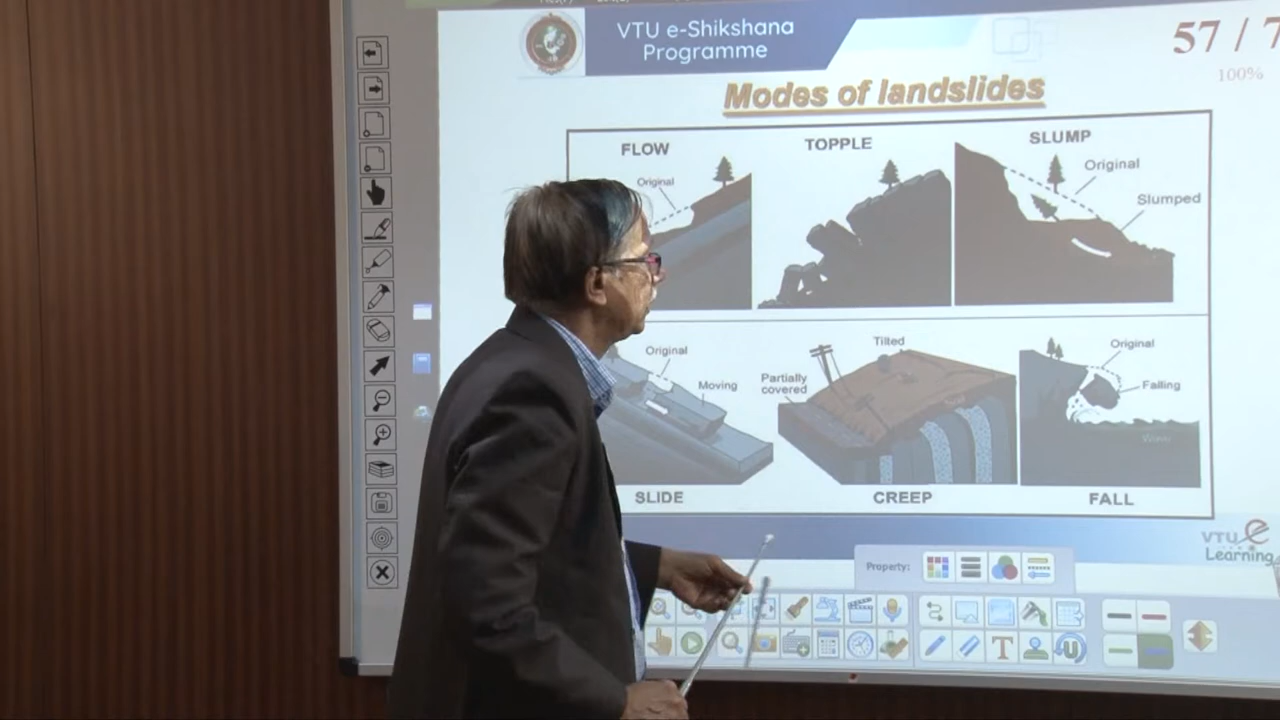 VTU e-Shikshana
Programme
57 / 7
100%
Modes of landslides
FLOW
TOPPLE
SLUMP
Original
Original
Slumped
Original
Moving
Tilted
Partially
covered
Original
Falling
Wave
SLIDE
CREEP
FALL
VTU e
Learning
Property:
T